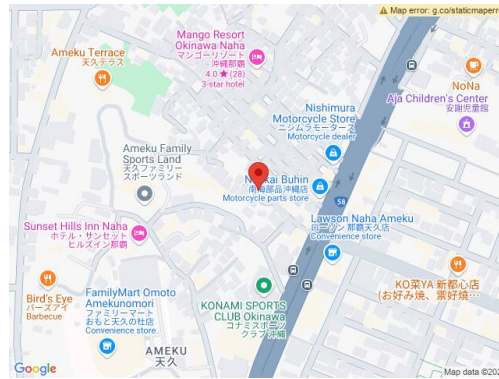 Map error: g.co/staticmaperr
Mango Resort
Okinawa Naha
マンゴーリゾート
沖縄那覇
4.0 ★ (28)
3-star hotel
Ameku Terrace
天久テラス
NoNa
Aja Children's Center
安謝児童館
Nishimura
Motorcycle Store
ニシムラモータース
Motorcycle dealer
Ameku Family
Sports Land
天久ファミリー
スポーツランド
Buhin
Motorcycle parts store
58
Lawson Naha Ameku
ローソン 那覇天久店
Convenience store
Sunset Hills Inn Naha
ホテル・サンセット
ヒルズイン那覇
KO菜YA 新都心店
Bird's Eye
バーズアイ
Barbecue
FamilyMart Omoto
Amekunomori
ファミリーマート
おもと天久の杜店
Convenience store
KONAMI SPORTS
CLUB Okinawa
コナミスポーツ
クラブ 沖縄
AMEKU
天久
Google
Map data ©202